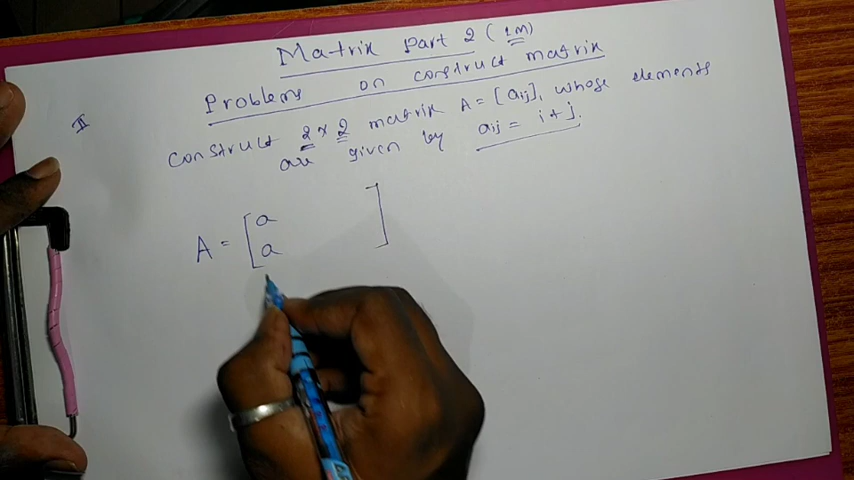 Matrix Part 2 (1M)
Problems on construct matrix
I
Construct 2 x 2 matrix A = [aij], whose elements
are given by aij = i + j.
A = [a
a ]